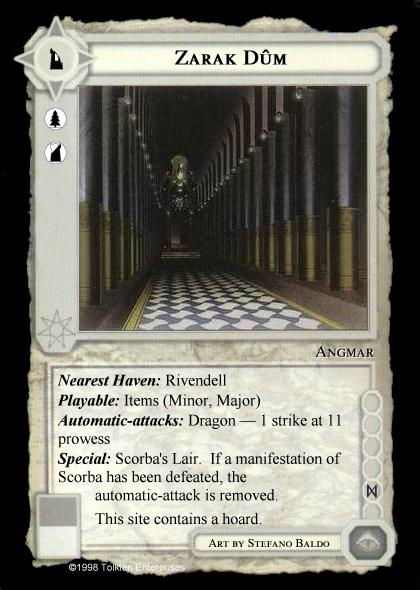 Zarak Dûm
Angmar
Nearest Haven: Rivendell
Playable: Items (Minor, Major)
Automatic-attacks: Dragon — 1 strike at 11
prowess
Special: Scorba's Lair. If a manifestation of
Scorba has been defeated, the
automatic-attack is removed.
This site contains a hoard.
Art by Stefano Baldo
©1998 Tolkien Enterprises